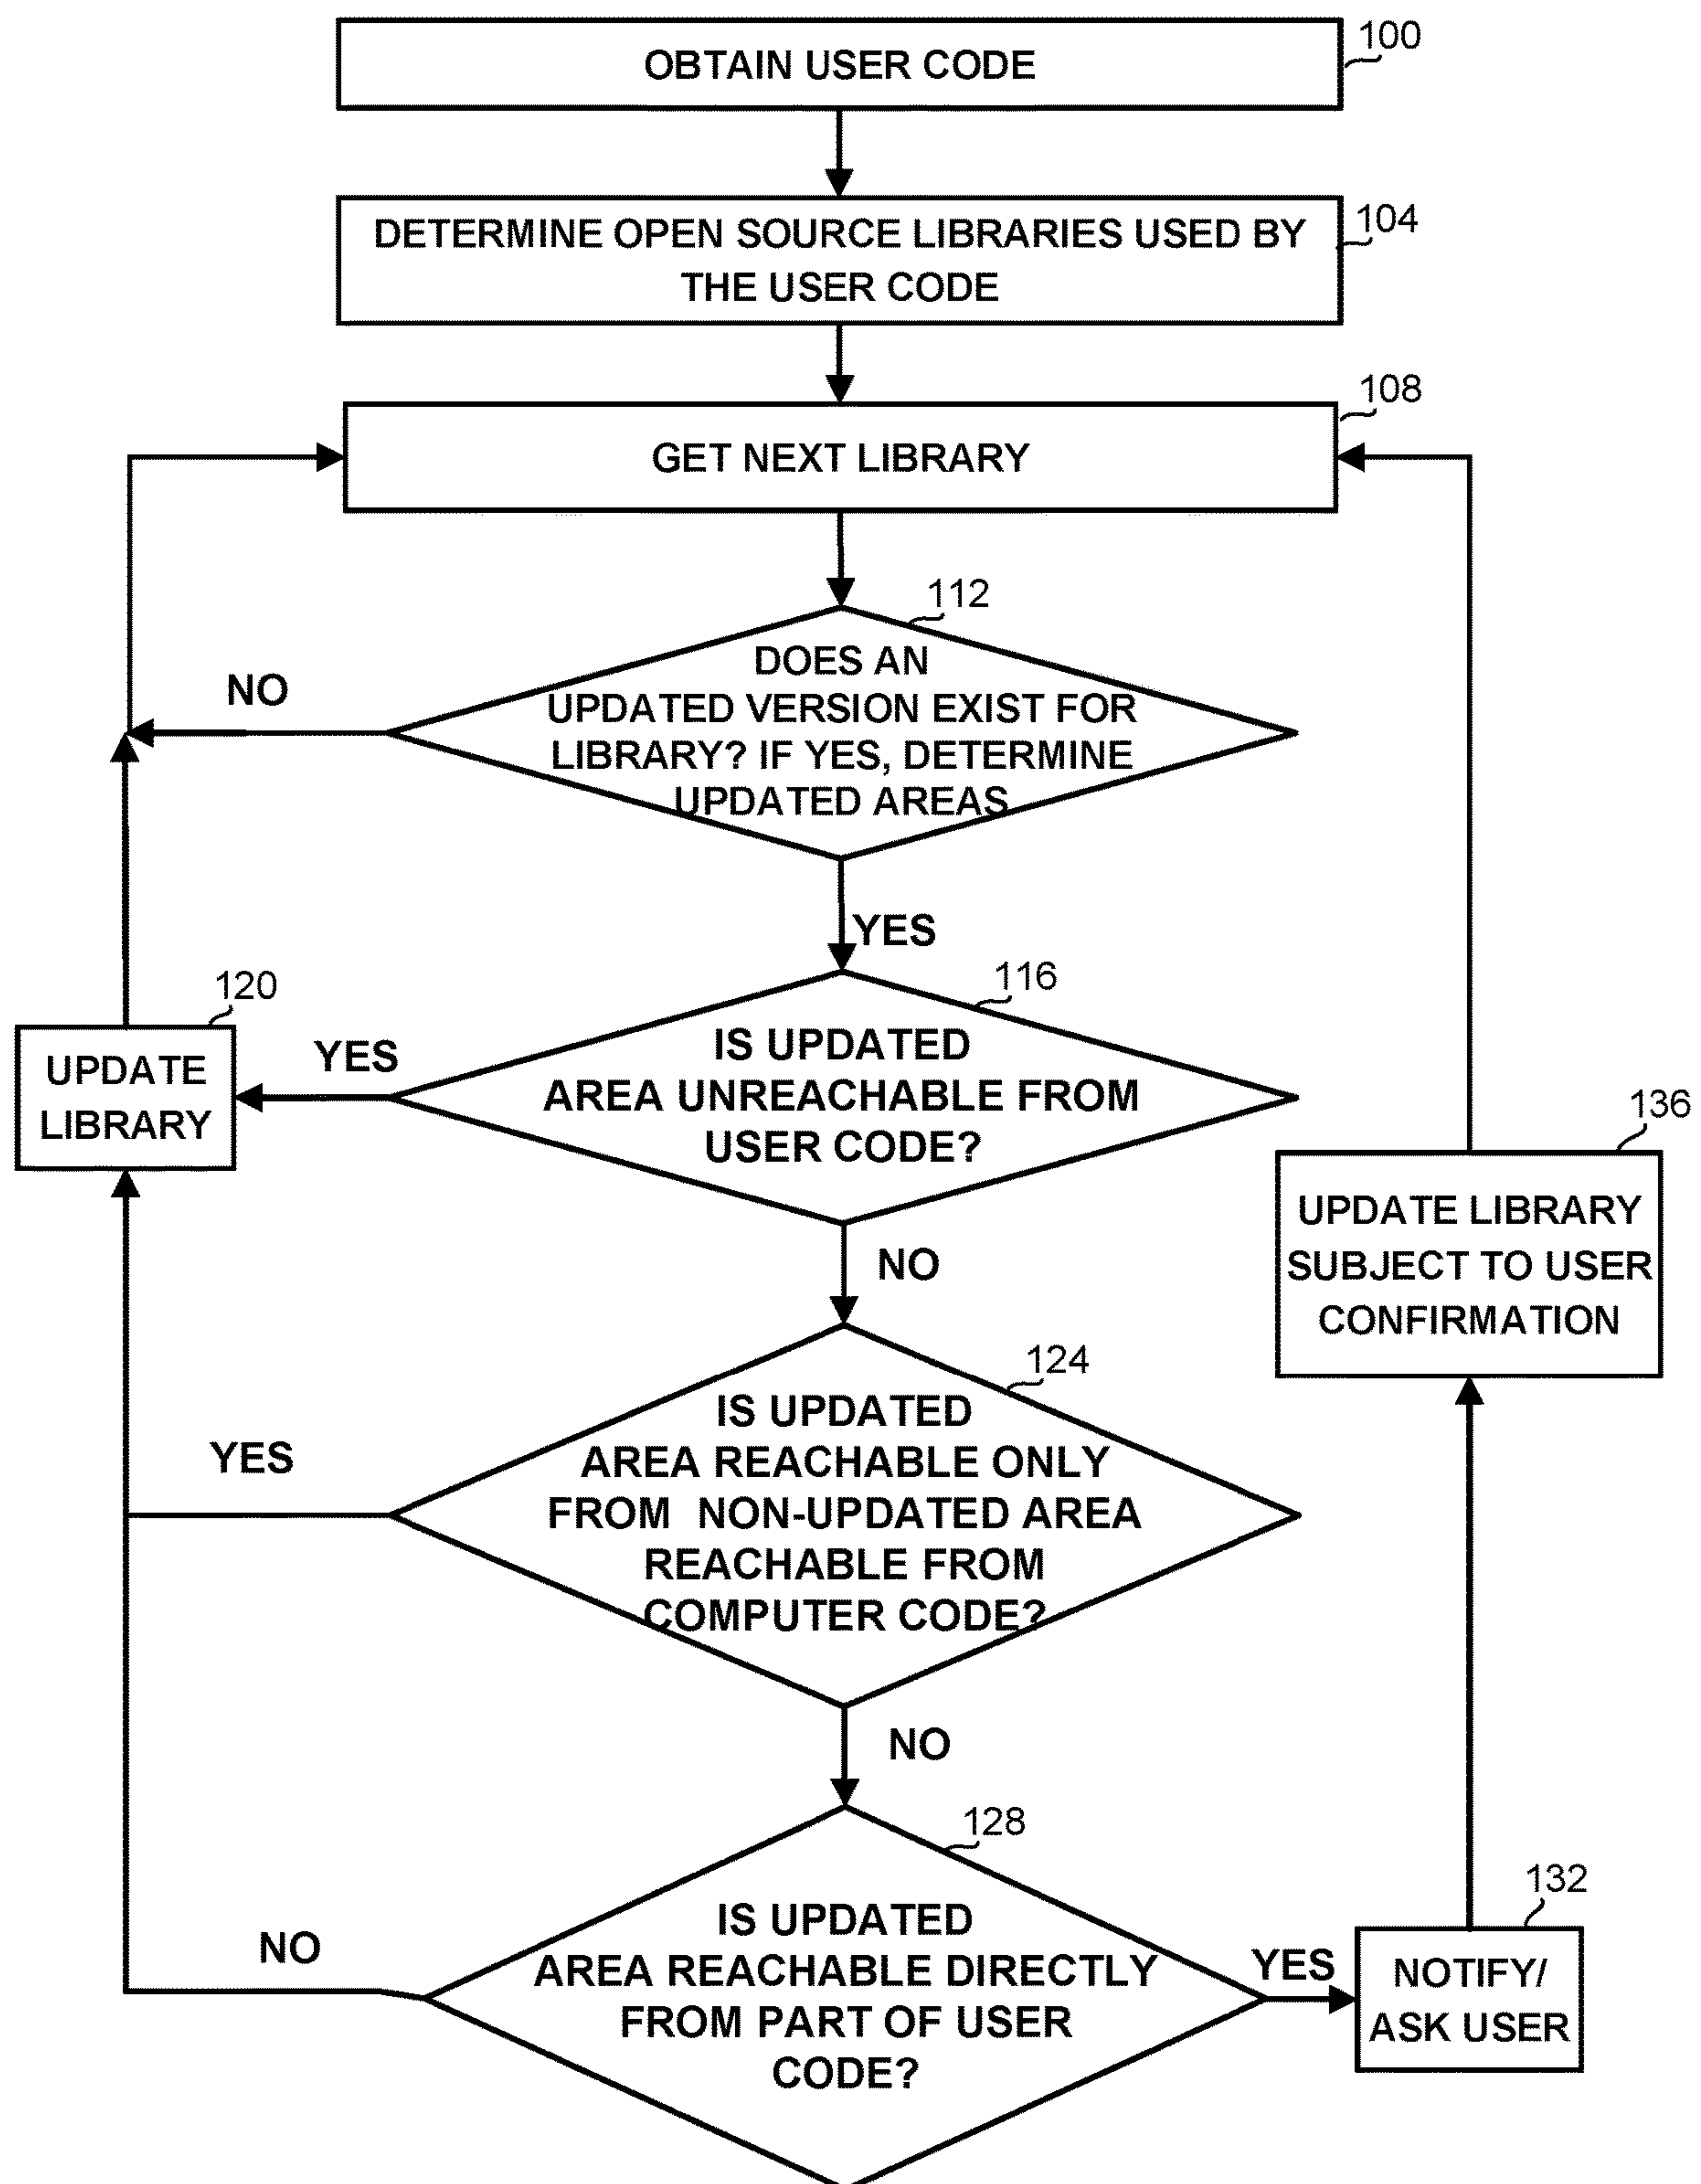 OBTAIN USER CODE
100
DETERMINE OPEN SOURCE LIBRARIES USED BY
THE USER CODE
104
GET NEXT LIBRARY
108
112
DOES AN
UPDATED VERSION EXIST FOR
LIBRARY? IF YES, DETERMINE
UPDATED AREAS
NO
YES
116
IS UPDATED
AREA UNREACHABLE FROM
USER CODE?
YES
120
UPDATE
LIBRARY
NO
124
IS UPDATED
AREA REACHABLE ONLY
FROM NON-UPDATED AREA
REACHABLE FROM
COMPUTER CODE?
YES
NO
128
IS UPDATED
AREA REACHABLE DIRECTLY
FROM PART OF USER
CODE?
NO
YES
132
NOTIFY/
ASK USER
136
UPDATE LIBRARY
SUBJECT TO USER
CONFIRMATION